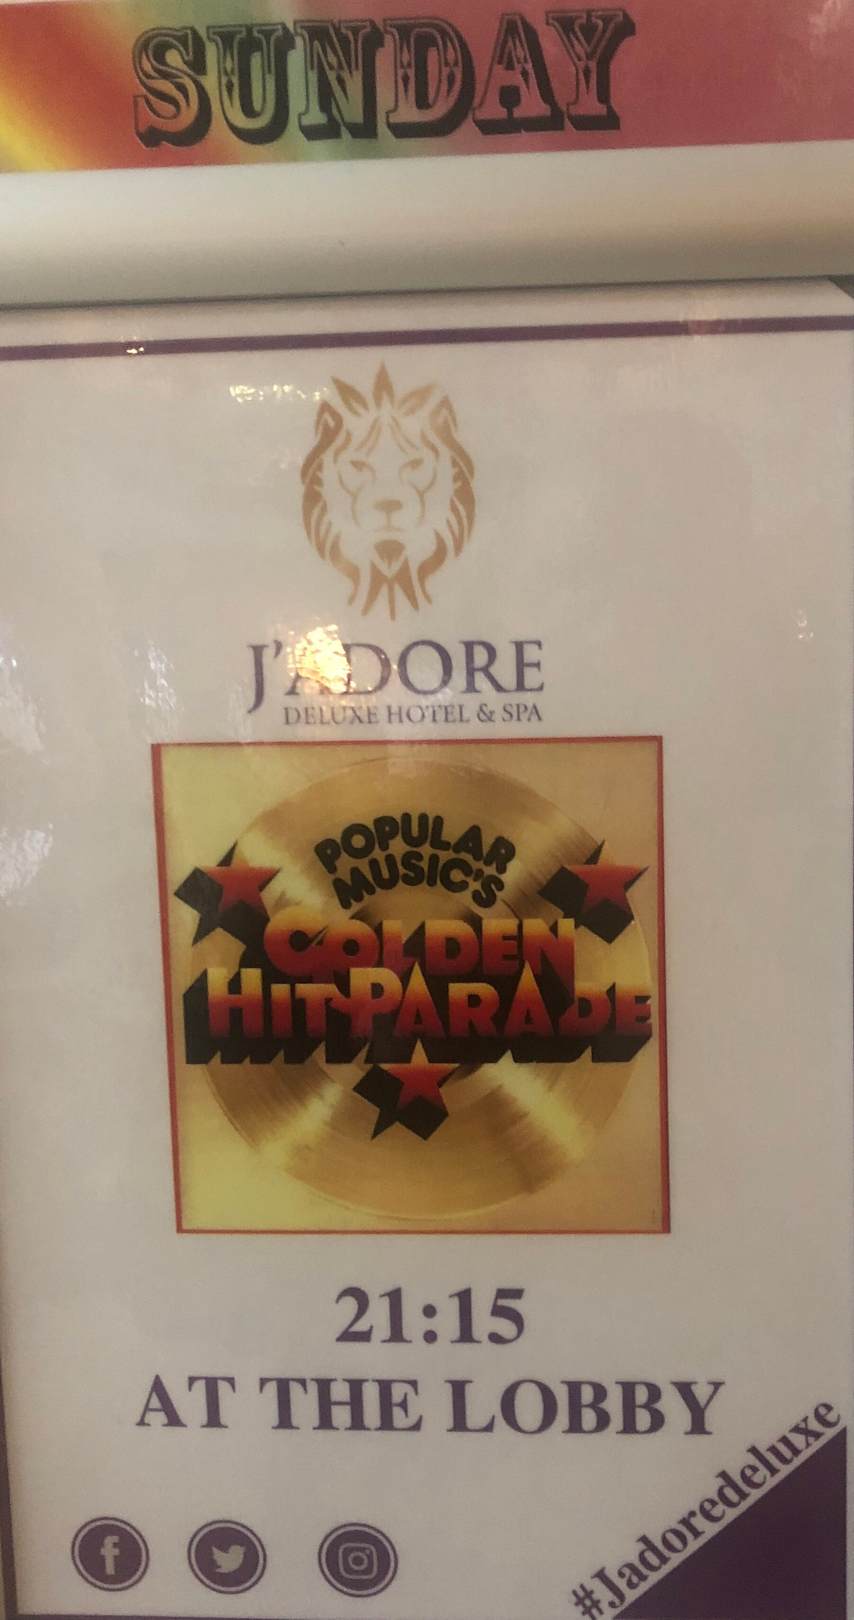 SUNDAY
J'ADORE
DELUXE HOTEL & SPA
POPULAR
MUSIC'S
GOLDEN
HIT PARADE
21:15
AT THE LOBBY
#Jadoredeluxe